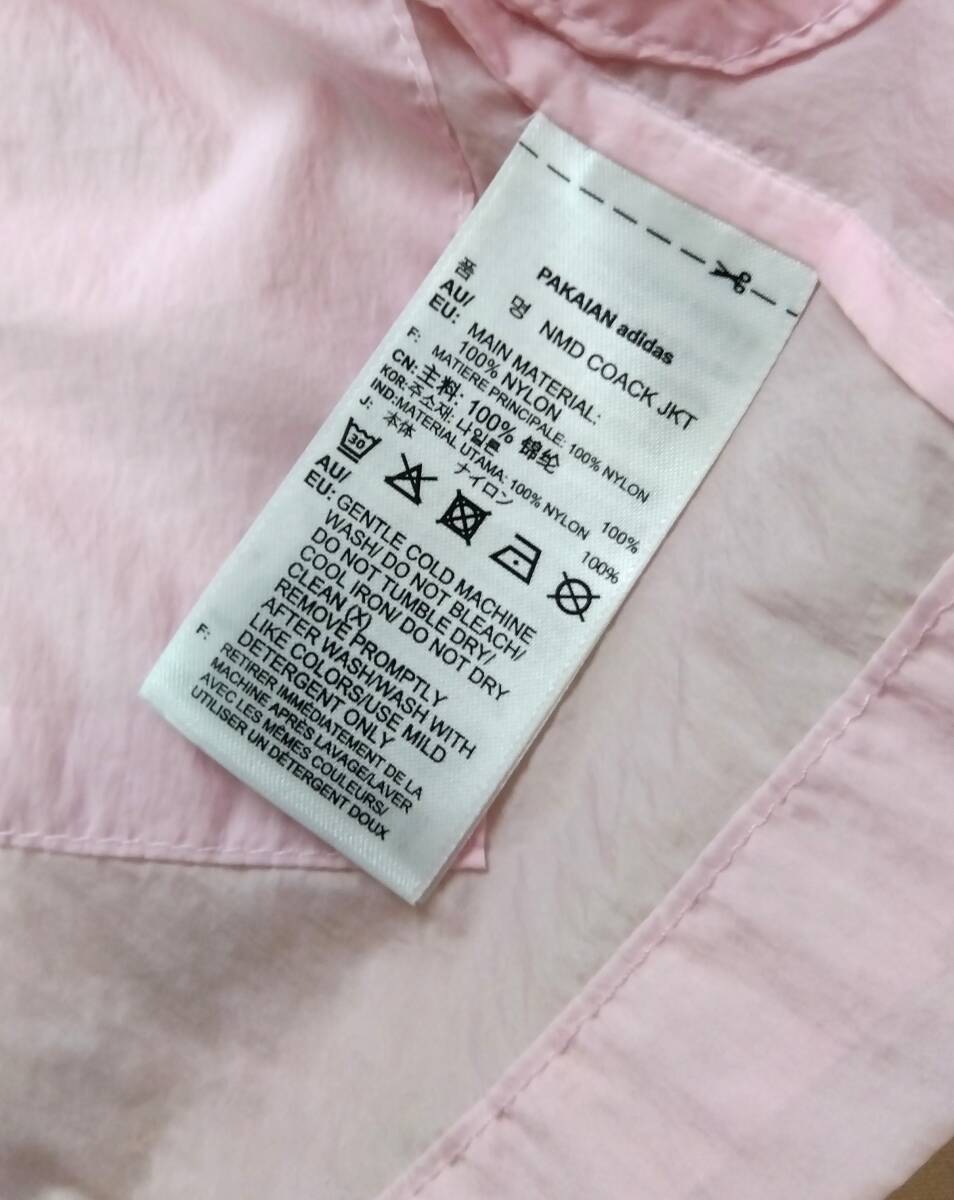 PAKAIAN adidas
품 명 NMD COACK JKT
AU/
EU: MAIN MATERIAL:
100% NYLON
F: MATIERE PRINCIPALE: 100% NYLON
CN: 主料: 100% 锦纶
KOR: 주소재: 나일론 100%
IND:MATERIAL UTAMA: 100% NYLON
J: 本体 ナイロン 100%
30
AU/
EU: GENTLE COLD MACHINE
WASH/ DO NOT BLEACH/
DO NOT TUMBLE DRY/
COOL IRON/ DO NOT DRY
CLEAN (X)
REMOVE PROMPTLY
AFTER WASH/WASH WITH
LIKE COLORS/USE MILD
DETERGENT ONLY
F: RETIRER IMMÉDIATEMENT DE LA
MACHINE APRÈS LAVAGE/LAVER
AVEC LES MÊMES COULEURS/
UTILISER UN DÉTERGENT DOUX